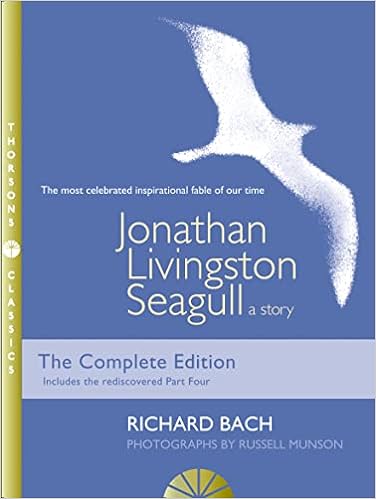 THORSONS
CLASSICS
The most celebrated inspirational fable of our time
Jonathan
Livingston
Seagull a story
The Complete Edition
Includes the rediscovered Part Four
RICHARD BACH
PHOTOGRAPHS BY RUSSELL MUNSON